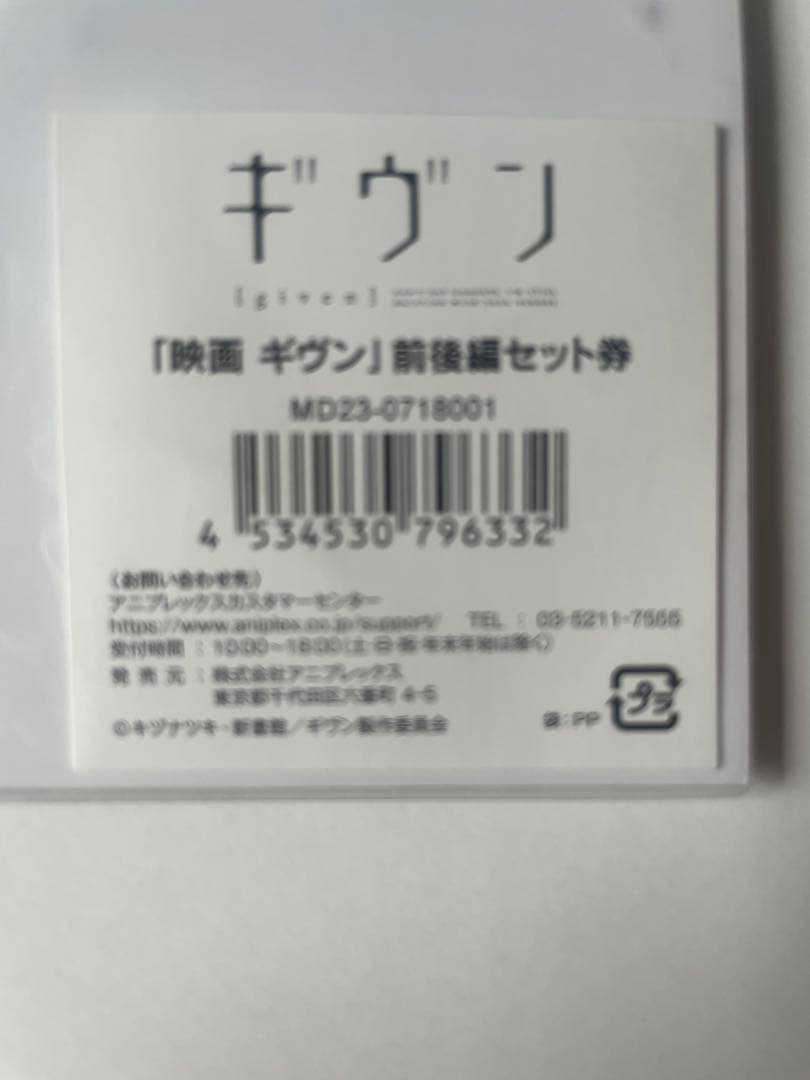 ギヴン
[given]
「映画 ギヴン」前後編セット券
MD23-0718001
4 534530 796332
〈お問い合わせ先〉
アニプレックスカスタマーセンター
https://www.aniplex.co.jp/support/ TEL : 03-5211-7555
受付時間 : 10:00~18:00(土・日・祝・年末年始は除く)
発売元 : 株式会社アニプレックス
東京都千代田区六番町 4-5
©キヅナツキ・新書館/ギヴン製作委員会
袋:PP プラ